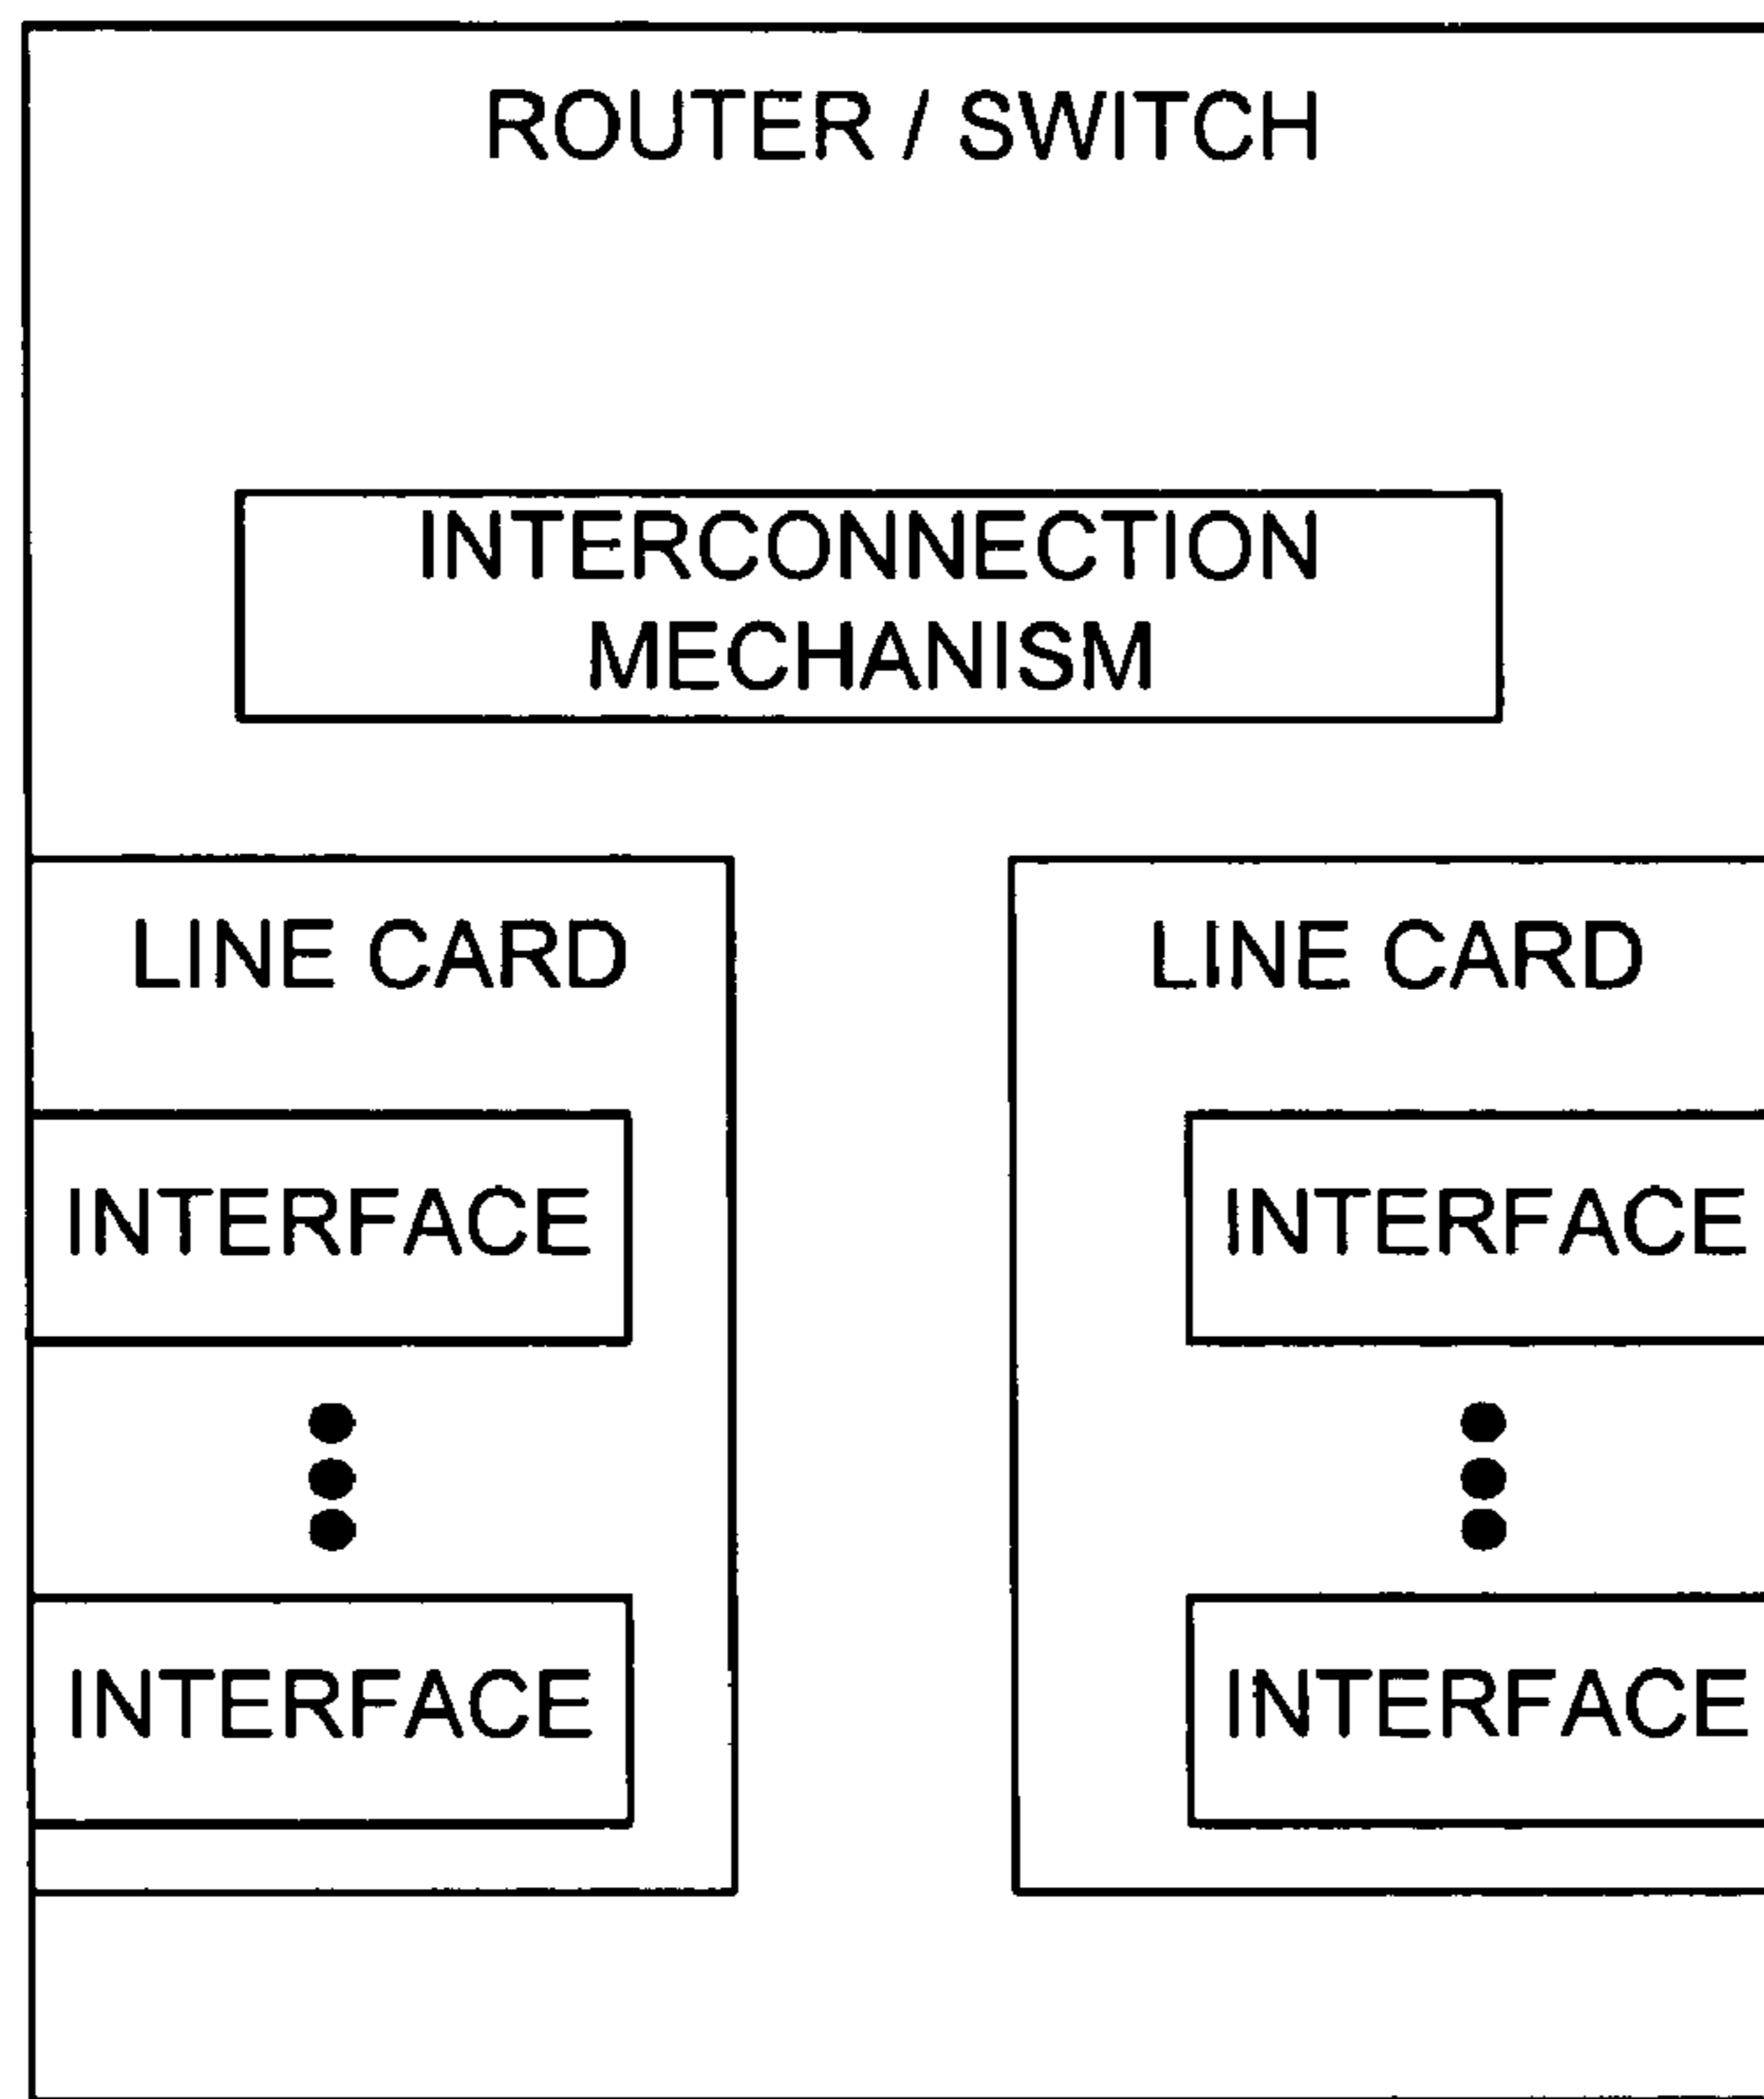 ROUTER / SWITCH
INTERCONNECTION
MECHANISM
LINE CARD
INTERFACE
INTERFACE
LINE CARD
INTERFACE
INTERFACE